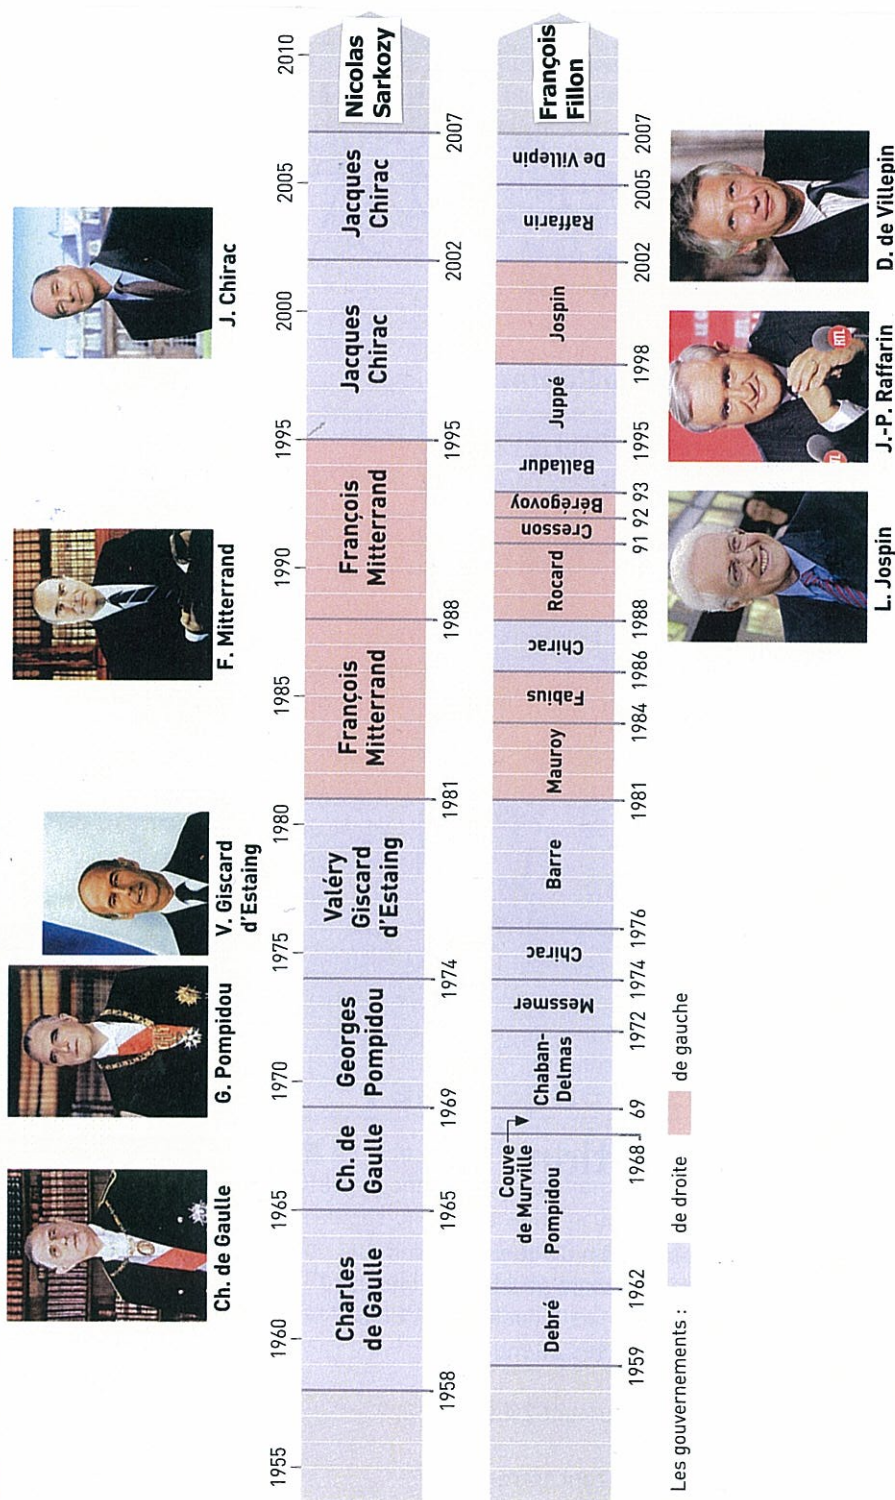 Ch. de Gaulle
G. Pompidou
V. Giscard
d'Estaing
F. Mitterrand
J. Chirac
1955
1960
1965
1970
1975
1980
1985
1990
1995
2000
2005
2010
Charles
de Gaulle
Ch. de
Gaulle
Georges
Pompidou
Valéry
Giscard
d'Estaing
François
Mitterrand
François
Mitterrand
Jacques
Chirac
Jacques
Chirac
Nicolas
Sarkozy
1958
1965
1969
1974
1981
1988
1995
2002
2007
Debré
Couve
de Murville
Pompidou
Chaban-
Delmas
Messmer
Chirac
Barre
Mauroy
Fabius
Chirac
Rocard
Cresson
Bérégovoy
Balladur
Juppé
Jospin
Raffarin
De Villepin
François
Fillon
1959
1962
1968
69
1972
1974
1976
1981
1984
1986
1988
91 92 93
1995
1998
2002
2005
2007
Les gouvernements :
de droite
de gauche
RTL
RTL
L. Jospin
J.-P. Raffarin
D. de Villepin